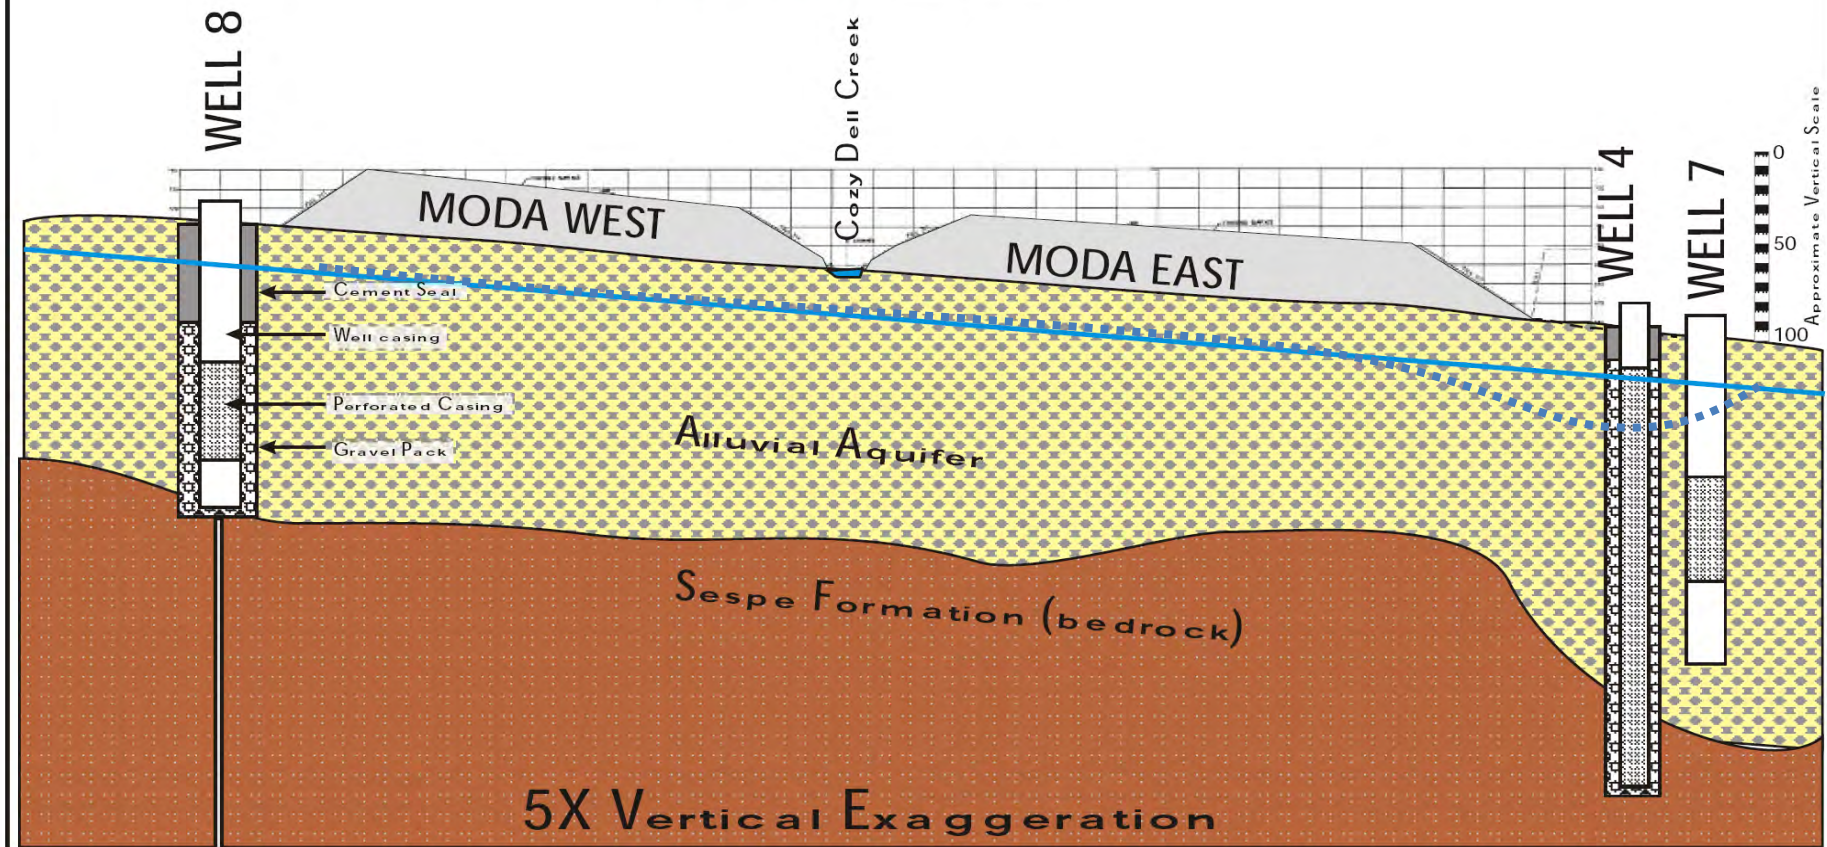 WELL 8
Cozy Dell Creek
WELL 4
WELL 7
Approximate Vertical Scale
0
50
100
MODA WEST
MODA EAST
Cement Seal
Well casing
Perforated Casing
Gravel Pack
Alluvial Aquifer
Sespe Formation (bedrock)
5X Vertical Exaggeration